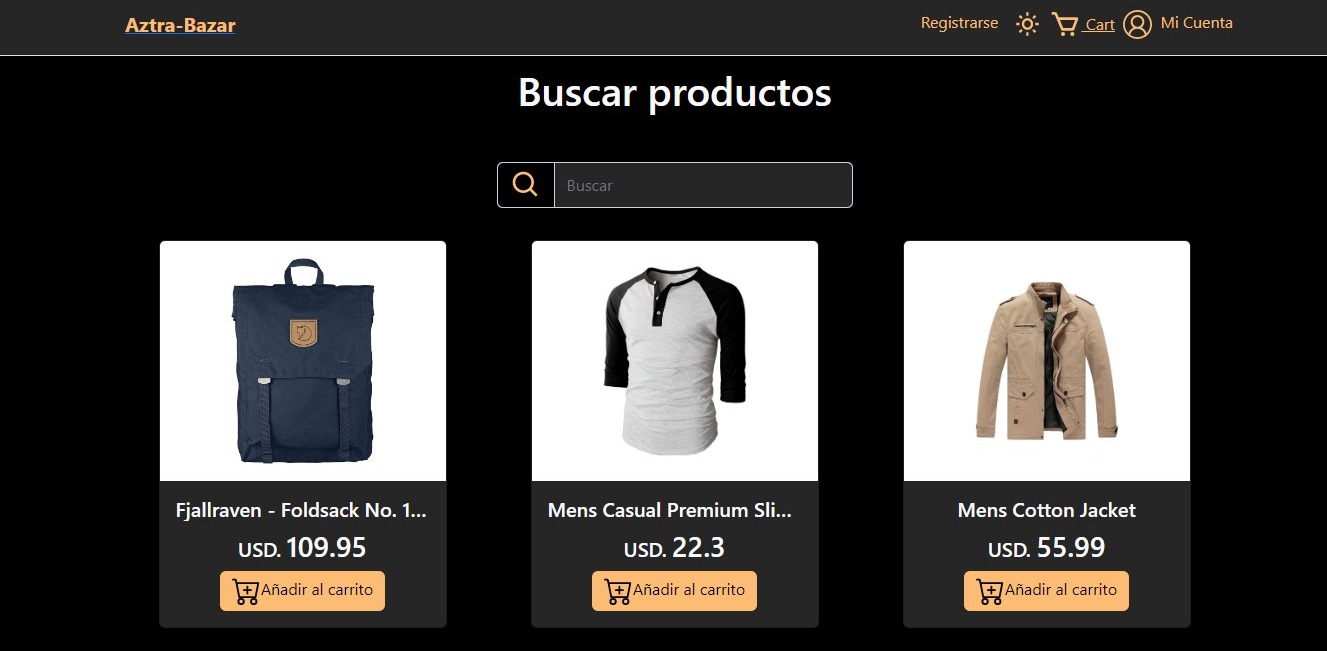 Aztra-Bazar
Registrarse
Cart
Mi Cuenta
Buscar productos
Buscar
Fjallraven - Foldsack No. 1...
USD. 109.95
Añadir al carrito
Mens Casual Premium Sli...
USD. 22.3
Añadir al carrito
Mens Cotton Jacket
USD. 55.99
Añadir al carrito